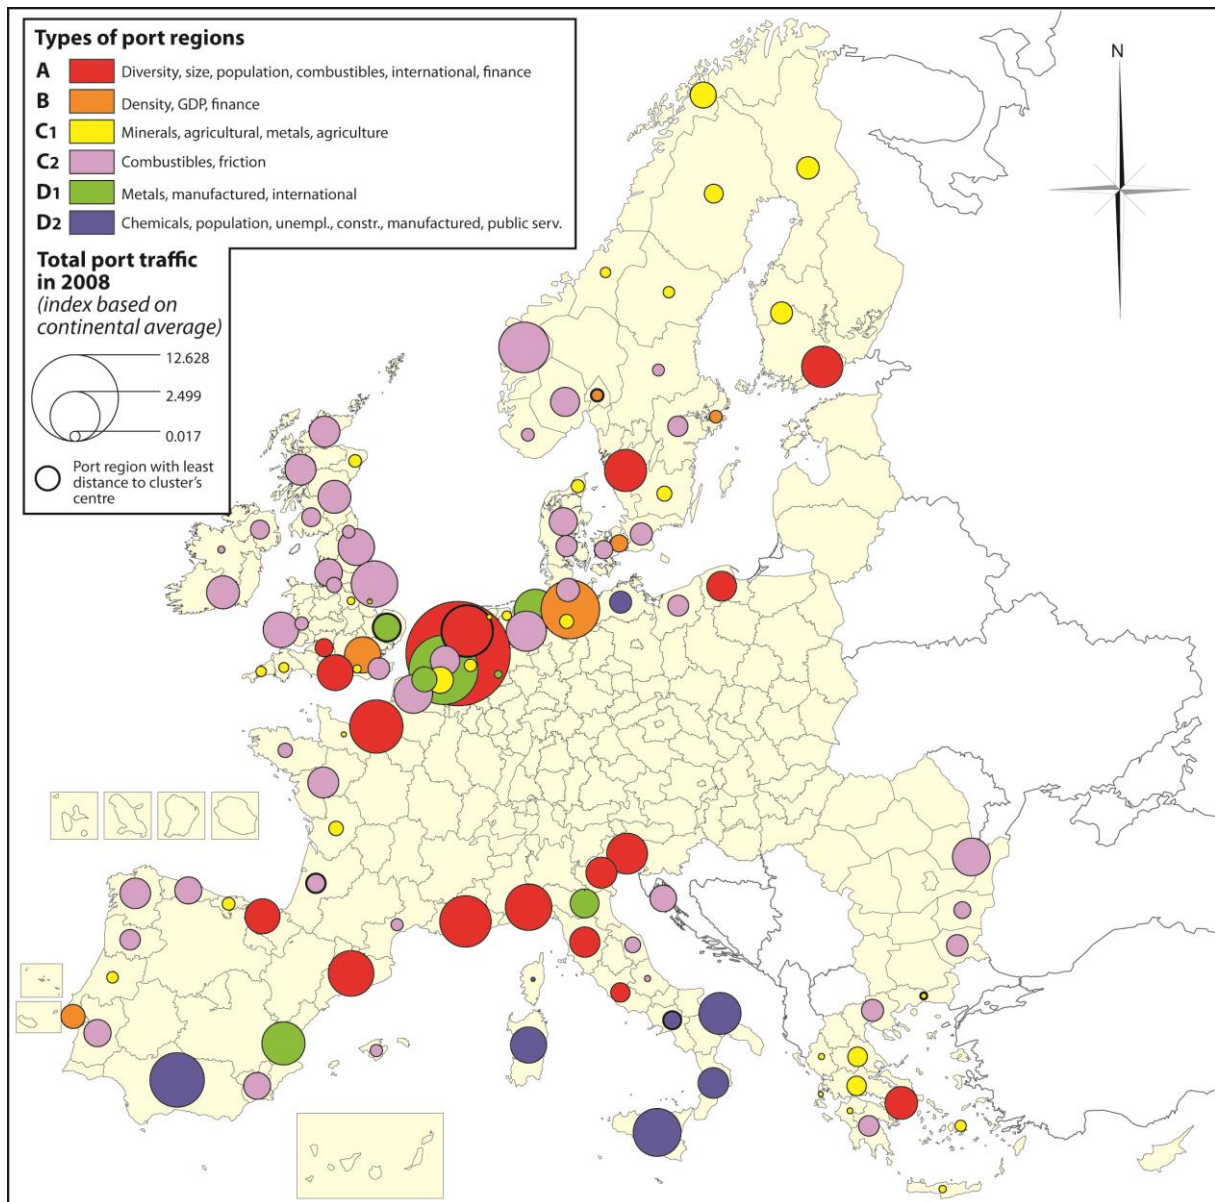 Types of port regions
A Diversity, size, population, combustibles, international, finance
B Density, GDP, finance
C1 Minerals, agricultural, metals, agriculture
C2 Combustibles, friction
D1 Metals, manufactured, international
D2 Chemicals, population, unempl., constr., manufactured, public serv.
Total port traffic
in 2008
(index based on
continental average)
12.628
2.499
0.017
Port region with least
distance to cluster's
centre
N